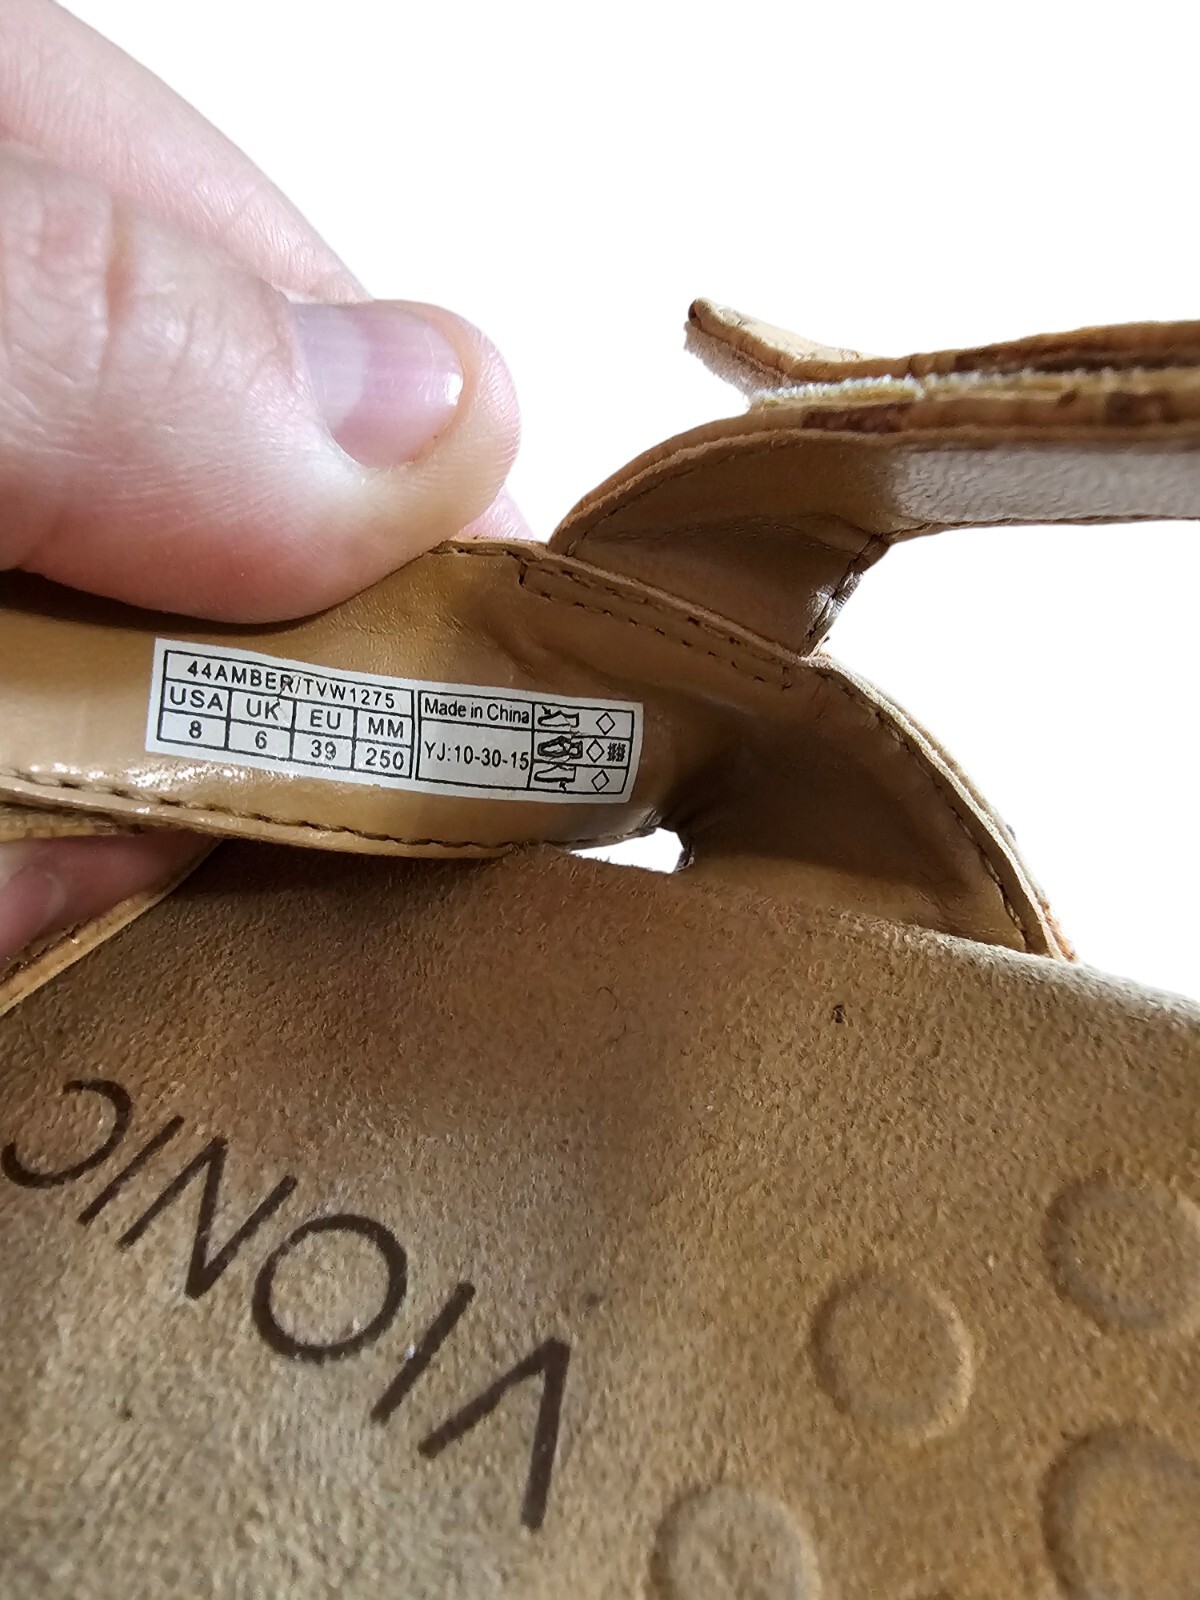 44AMBER/TVW1275
USA UK EU MM
8 6 39 250
Made in China
YJ:10-30-15
VIONIC